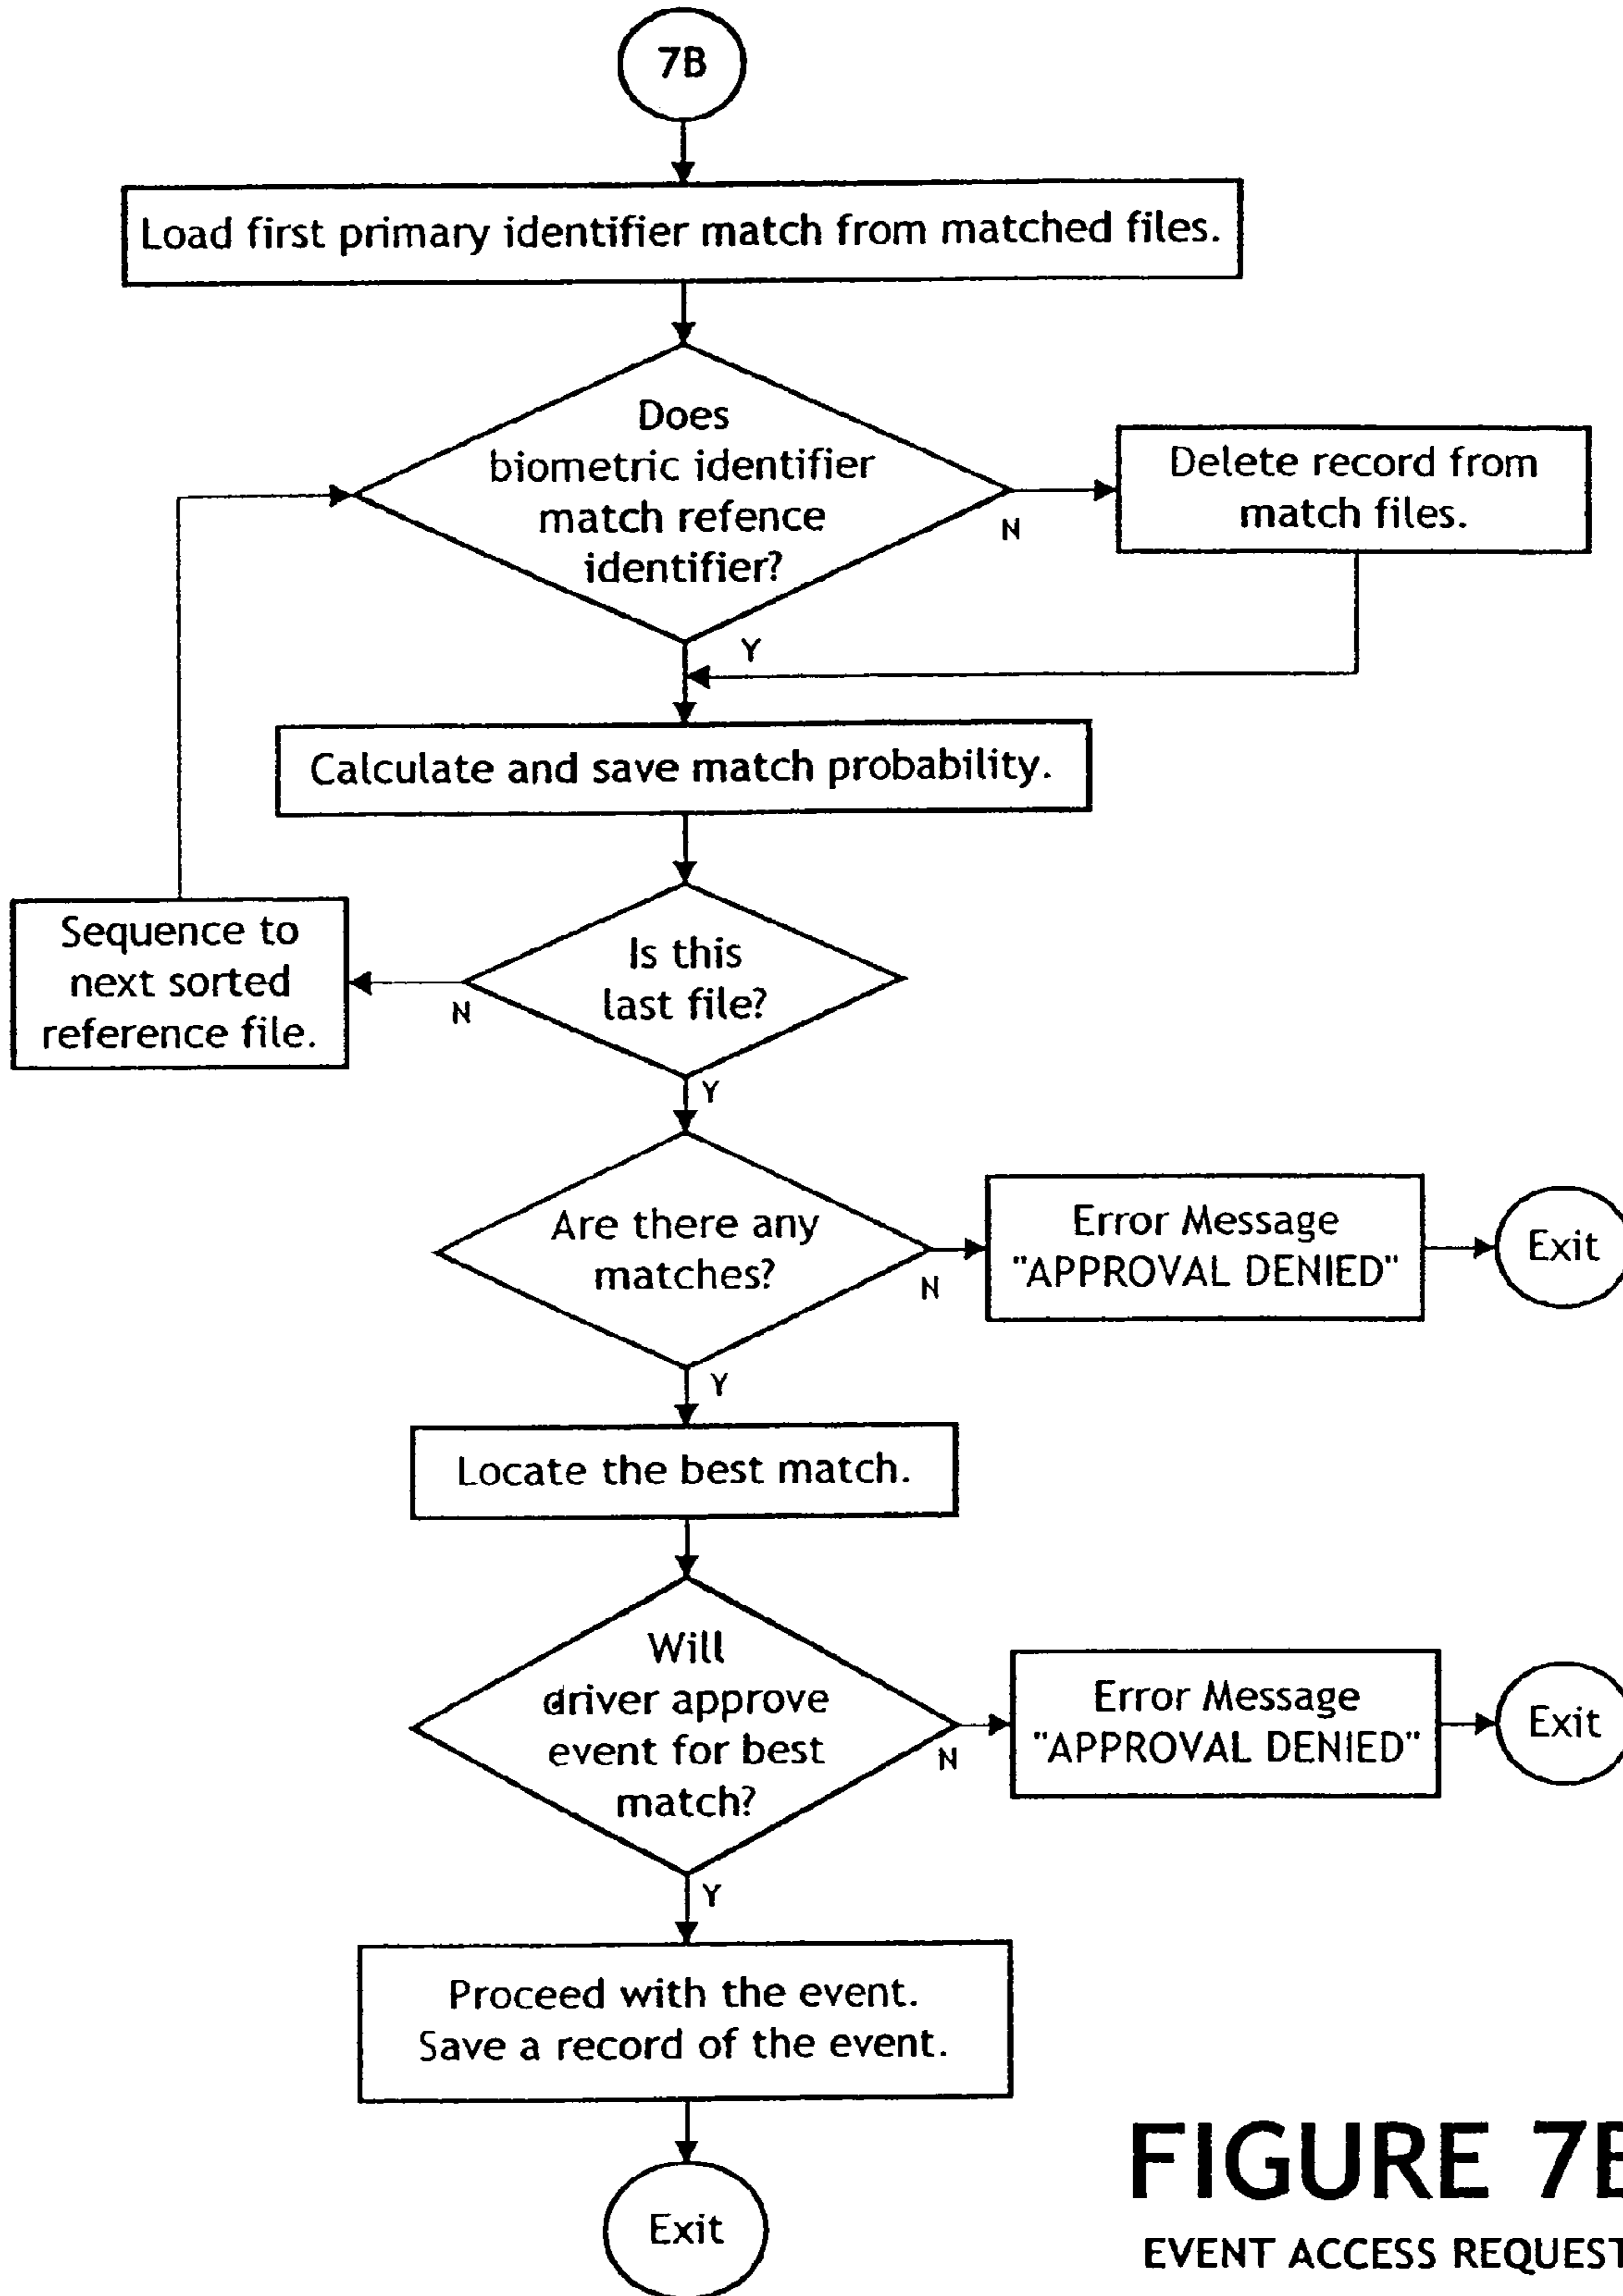 7B
Load first primary identifier match from matched files.
Does
biometric identifier
match refence
identifier?
N
Delete record from
match files.
Y
Calculate and save match probability.
Is this
last file?
N
Sequence to
next sorted
reference file.
Y
Are there any
matches?
N
Error Message
"APPROVAL DENIED"
Exit
Y
Locate the best match.
Will
driver approve
event for best
match?
N
Error Message
"APPROVAL DENIED"
Exit
Y
Proceed with the event.
Save a record of the event.
Exit
FIGURE 7B
EVENT ACCESS REQUEST